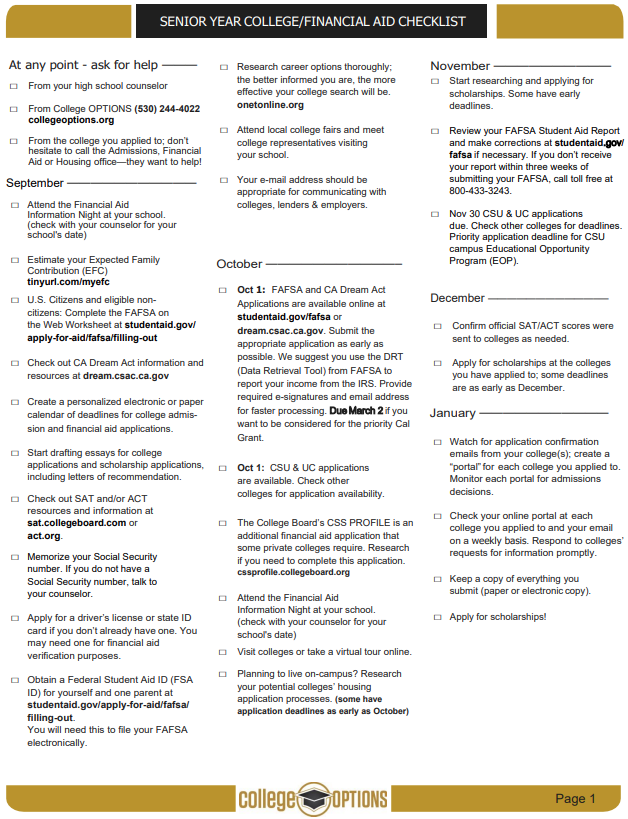 SENIOR YEAR COLLEGE/FINANCIAL AID CHECKLIST
At any point - ask for help
☐ From your high school counselor
☐ From College OPTIONS (530) 244-4022
collegeoptions.org
☐ From the college you applied to; don't
hesitate to call the Admissions, Financial
Aid or Housing office—they want to help!
September
☐ Attend the Financial Aid
Information Night at your school.
(check with your counselor for your
school's date)
☐ Estimate your Expected Family
Contribution (EFC)
tinyurl.com/myefc
☐ U.S. Citizens and eligible non-
citizens: Complete the FAFSA on
the Web Worksheet at studentaid.gov/
apply-for-aid/fafsa/filling-out
☐ Check out CA Dream Act information and
resources at dream.csac.ca.gov
☐ Create a personalized electronic or paper
calendar of deadlines for college admis-
sion and financial aid applications.
☐ Start drafting essays for college
applications and scholarship applications,
including letters of recommendation.
☐ Check out SAT and/or ACT
resources and information at
sat.collegeboard.com or
act.org.
☐ Memorize your Social Security
number. If you do not have a
Social Security number, talk to
your counselor.
☐ Apply for a driver's license or state ID
card if you don't already have one. You
may need one for financial aid
verification purposes.
☐ Obtain a Federal Student Aid ID (FSA
ID) for yourself and one parent at
studentaid.gov/apply-for-aid/fafsa/
filling-out.
You will need this to file your FAFSA
electronically.
☐ Research career options thoroughly;
the better informed you are, the more
effective your college search will be.
onetonline.org
☐ Attend local college fairs and meet
college representatives visiting
your school.
☐ Your e-mail address should be
appropriate for communicating with
colleges, lenders & employers.
October
☐ Oct 1: FAFSA and CA Dream Act
Applications are available online at
studentaid.gov/fafsa or
dream.csac.ca.gov. Submit the
appropriate application as early as
possible. We suggest you use the DRT
(Data Retrieval Tool) from FAFSA to
report your income from the IRS. Provide
required e-signatures and email address
for faster processing. Due March 2 if you
want to be considered for the priority Cal
Grant.
☐ Oct 1: CSU & UC applications
are available. Check other
colleges for application availability.
☐ The College Board's CSS PROFILE is an
additional financial aid application that
some private colleges require. Research
if you need to complete this application.
cssprofile.collegeboard.org
☐ Attend the Financial Aid
Information Night at your school.
(check with your counselor for your
school's date)
☐ Visit colleges or take a virtual tour online.
☐ Planning to live on-campus? Research
your potential colleges' housing
application processes. (some have
application deadlines as early as October)
November
☐ Start researching and applying for
scholarships. Some have early
deadlines.
☐ Review your FAFSA Student Aid Report
and make corrections at studentaid.gov/
fafsa if necessary. If you don't receive
your report within three weeks of
submitting your FAFSA, call toll free at
800-433-3243.
☐ Nov 30 CSU & UC applications
due. Check other colleges for deadlines.
Priority application deadline for CSU
campus Educational Opportunity
Program (EOP).
December
☐ Confirm official SAT/ACT scores were
sent to colleges as needed.
☐ Apply for scholarships at the colleges
you have applied to; some deadlines
are as early as December.
January
☐ Watch for application confirmation
emails from your college(s); create a
"portal" for each college you applied to.
Monitor each portal for admissions
decisions.
☐ Check your online portal at each
college you applied to and your email
on a weekly basis. Respond to colleges'
requests for information promptly.
☐ Keep a copy of everything you
submit (paper or electronic copy).
☐ Apply for scholarships!
college OPTIONS
Page 1